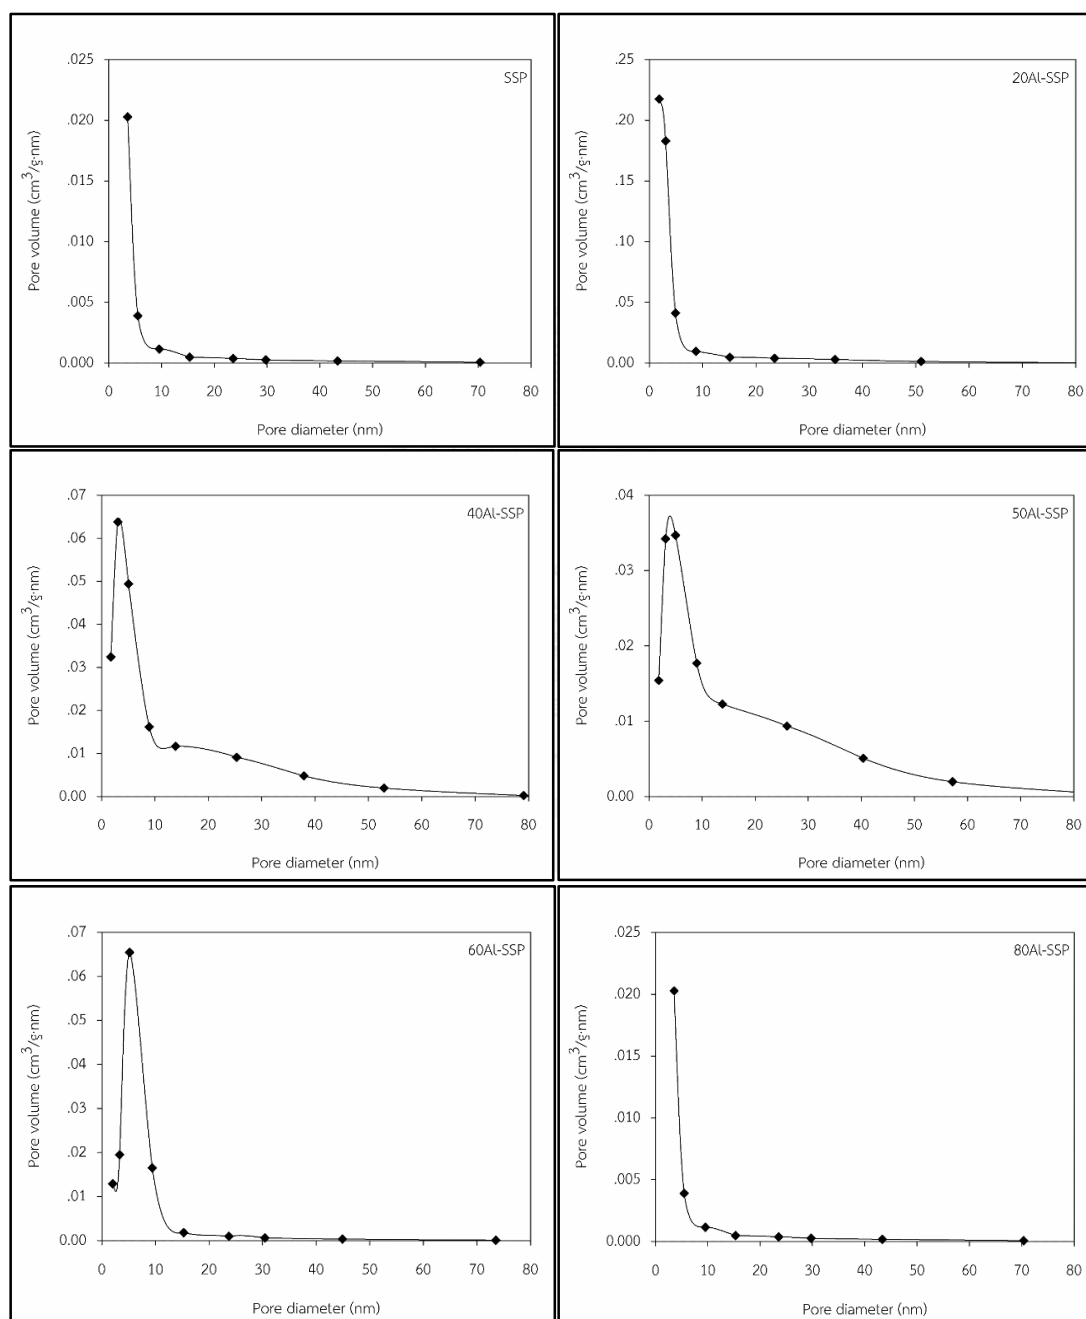 .025
SSP
.020
.015
.010
.005
0.000
Pore volume (cm³/g·nm)
0 10 20 30 40 50 60 70 80
Pore diameter (nm)
.25
20Al-SSP
.20
.15
.10
.05
0.00
Pore volume (cm³/g·nm)
0 10 20 30 40 50 60 70 80
Pore diameter (nm)
.07
40Al-SSP
.06
.05
.04
.03
.02
.01
0.00
Pore volume (cm³/g·nm)
0 10 20 30 40 50 60 70 80
Pore diameter (nm)
.04
50Al-SSP
.03
.02
.01
0.00
Pore volume (cm³/g·nm)
0 10 20 30 40 50 60 70 80
Pore diameter (nm)
.07
60Al-SSP
.06
.05
.04
.03
.02
.01
0.00
Pore volume (cm³/g·nm)
0 10 20 30 40 50 60 70 80
Pore diameter (nm)
.025
80Al-SSP
.020
.015
.010
.005
0.000
Pore volume (cm³/g·nm)
0 10 20 30 40 50 60 70 80
Pore diameter (nm)